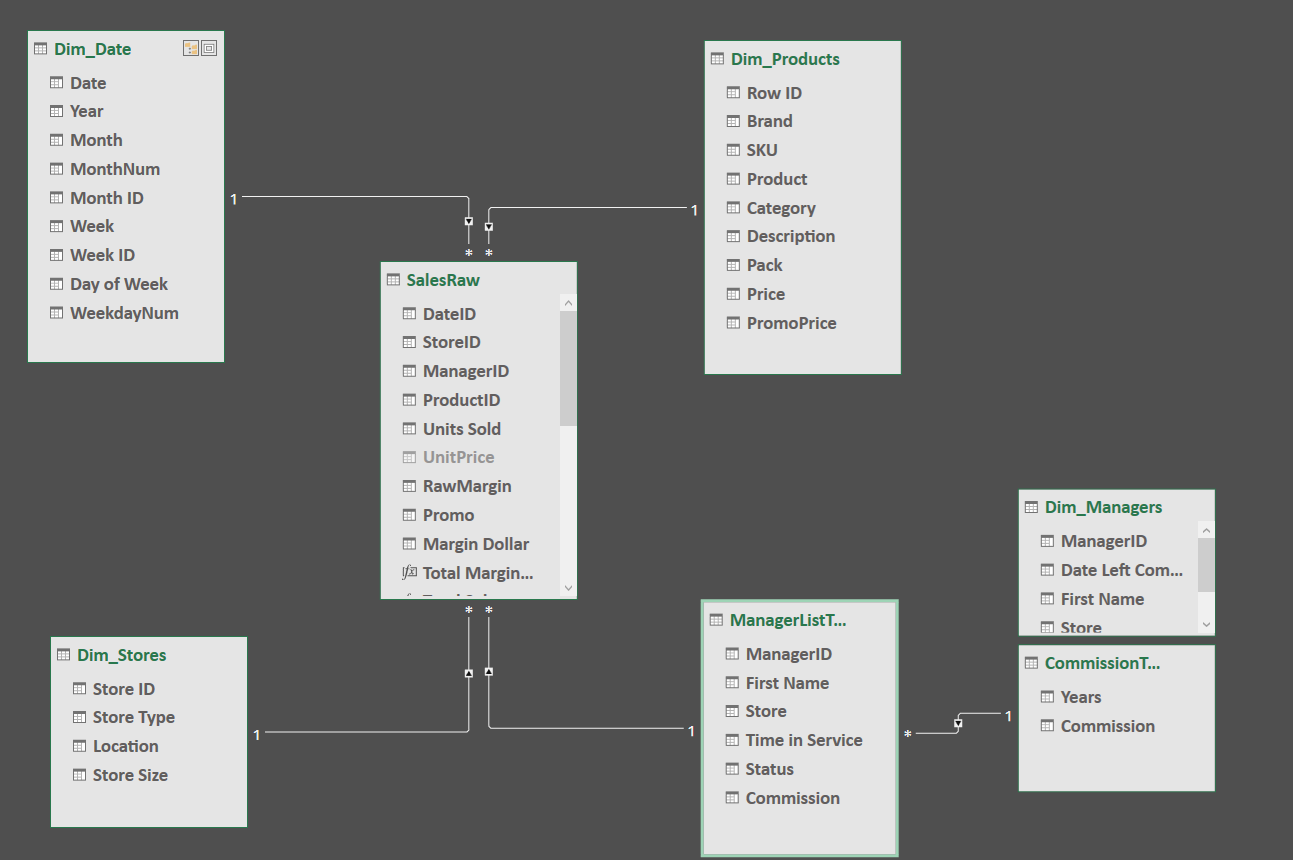 Dim_Date
Date
Year
Month
MonthNum
Month ID
Week
Week ID
Day of Week
WeekdayNum
1
Dim_Products
Row ID
Brand
SKU
Product
Category
Description
Pack
Price
PromoPrice
1
* *
SalesRaw
DateID
StoreID
ManagerID
ProductID
Units Sold
UnitPrice
RawMargin
Promo
Margin Dollar
fx Total Margin...
* *
Dim_Stores
Store ID
Store Type
Location
Store Size
1
ManagerListT...
ManagerID
First Name
Store
Time in Service
Status
Commission
1
*
Dim_Managers
ManagerID
Date Left Com...
First Name
Store
CommissionT...
Years
Commission
1